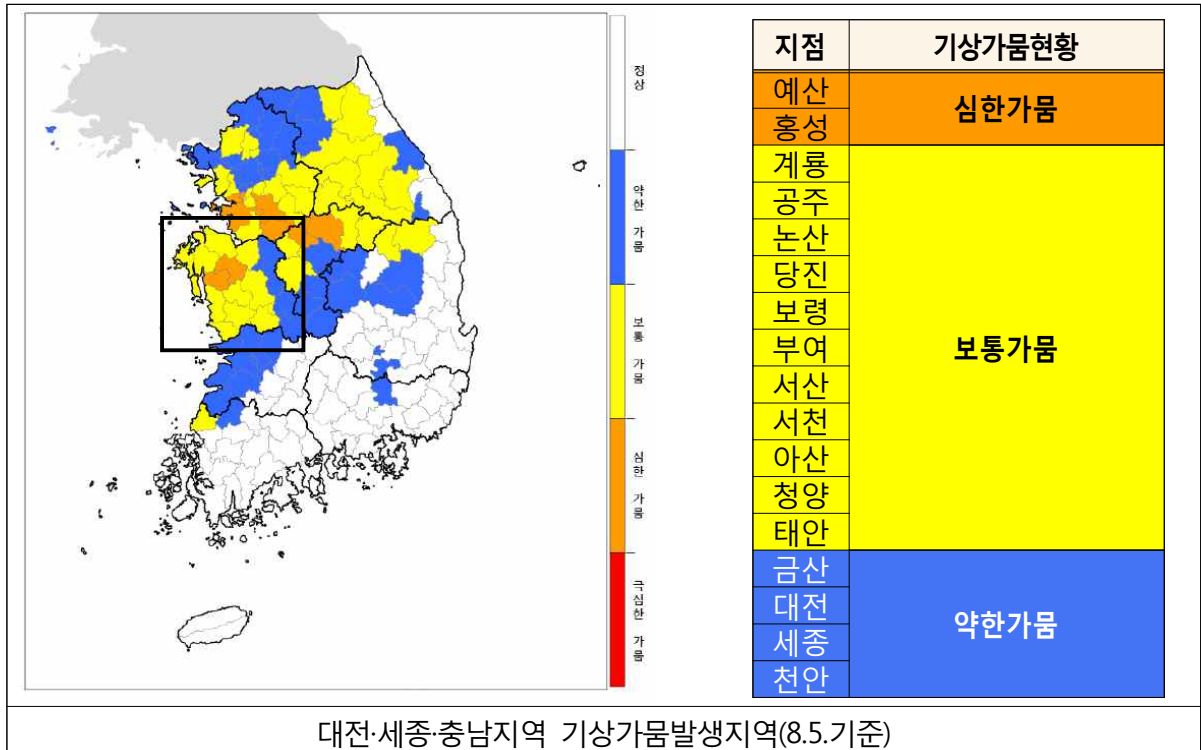 정상
약한 가뭄
보통 가뭄
심한 가뭄
극심한 가뭄
지점 기상가뭄현황
예산 심한가뭄
홍성
계룡 보통가뭄
공주
논산
당진
보령
부여
서산
서천
아산
청양
태안
금산 약한가뭄
대전
세종
천안
대전·세종·충남지역 기상가뭄발생지역(8.5.기준)